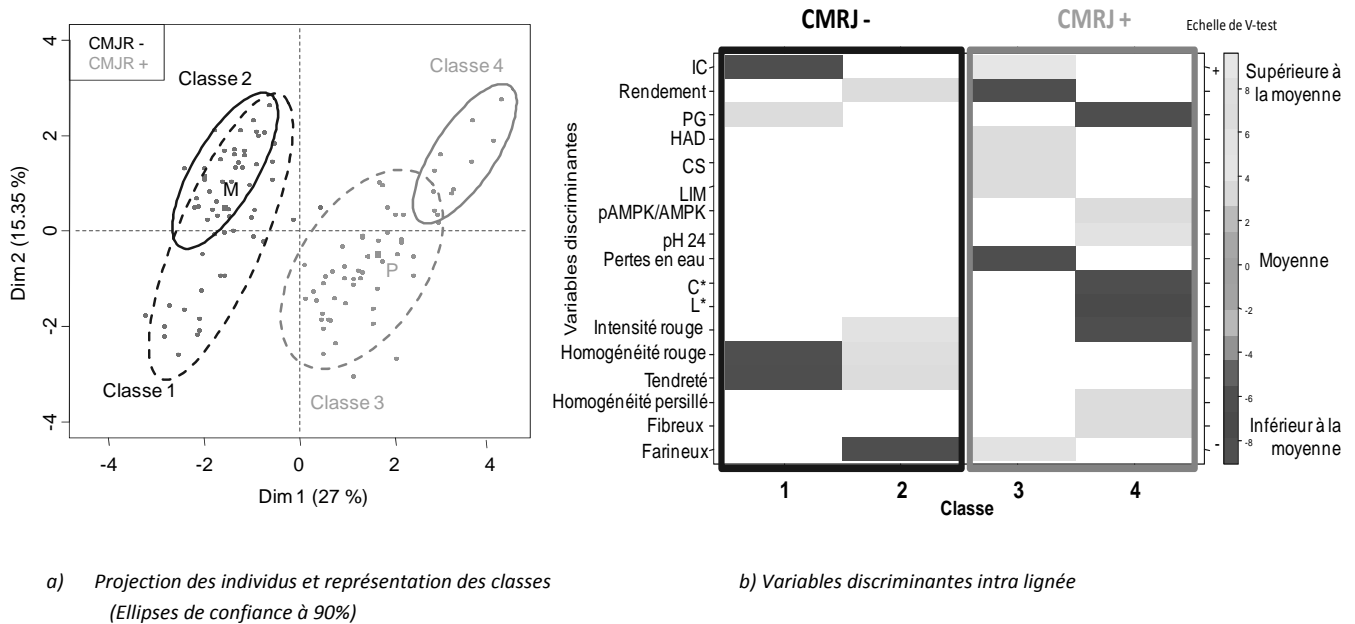 CMJR -
CMJR +
Classe 2
Classe 4
M
P
Classe 1
Classe 3
Dim 2 (15.35 %)
4
2
0
-2
-4
-4
-2
0
2
4
Dim 1 (27 %)
a) Projection des individus et représentation des classes
(Ellipses de confiance à 90%)
CMRJ -
CMRJ +
Echelle de V-test
Variables discriminantes
IC
Rendement
PG
HAD
CS
LIM
pAMPK/AMPK
pH 24
Pertes en eau
C*
L*
Intensité rouge
Homogénéité rouge
Tendreté
Homogénéité persillé
Fibreux
Farineux
1
2
3
4
Classe
+
-
8
6
4
2
0
-2
-4
-6
-8
Supérieure à
la moyenne
Moyenne
Inférieur à la
moyenne
b) Variables discriminantes intra lignée